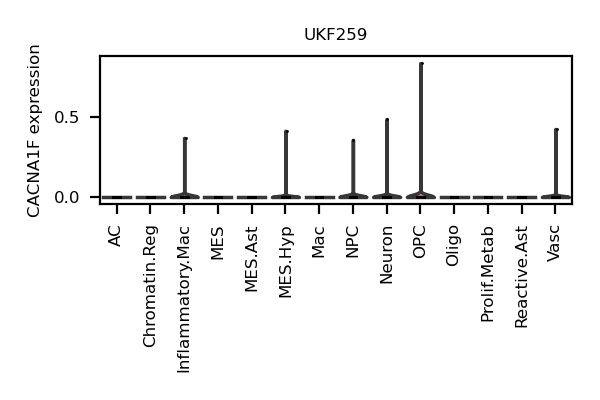 UKF259
CACNA1F expression
0.5
0.0
AC
Chromatin.Reg
Inflammatory.Mac
MES
MES.Ast
MES.Hyp
Mac
NPC
Neuron
OPC
Oligo
Prolif.Metab
Reactive.Ast
Vasc